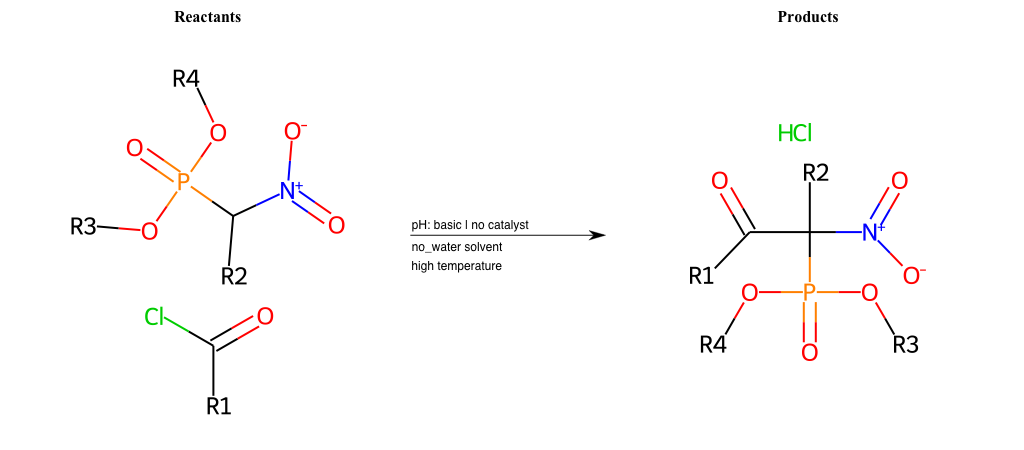 Reactants
Products
R4
O
O-
O
HCl
P
N+
R2
R3
O
O
O
O
R2
N+
R1
O-
Cl
O
O
P
O
R4
O
R3
R1
pH: basic | no catalyst
no_water solvent
high temperature